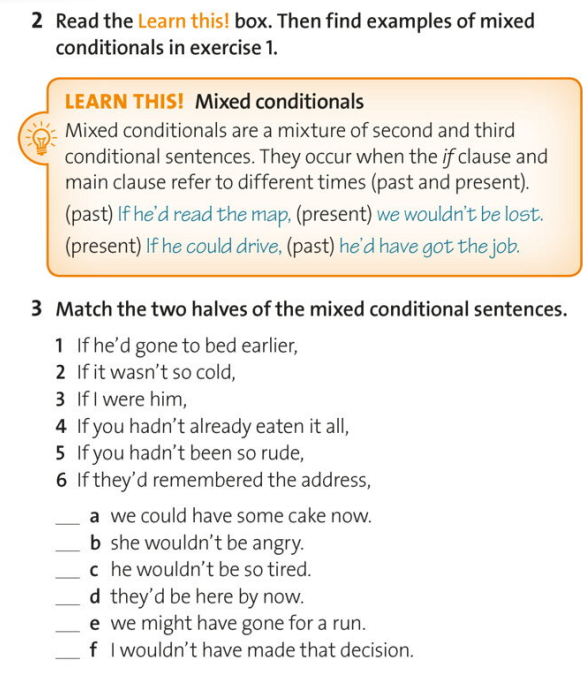 2 Read the Learn this! box. Then find examples of mixed
conditionals in exercise 1.
LEARN THIS! Mixed conditionals
Mixed conditionals are a mixture of second and third
conditional sentences. They occur when the if clause and
main clause refer to different times (past and present).
(past) If he'd read the map, (present) we wouldn't be lost.
(present) If he could drive, (past) he'd have got the job.
3 Match the two halves of the mixed conditional sentences.
1 If he'd gone to bed earlier,
2 If it wasn't so cold,
3 If I were him,
4 If you hadn't already eaten it all,
5 If you hadn't been so rude,
6 If they'd remembered the address,
___ a we could have some cake now.
___ b she wouldn't be angry.
___ c he wouldn't be so tired.
___ d they'd be here by now.
___ e we might have gone for a run.
___ f I wouldn't have made that decision.